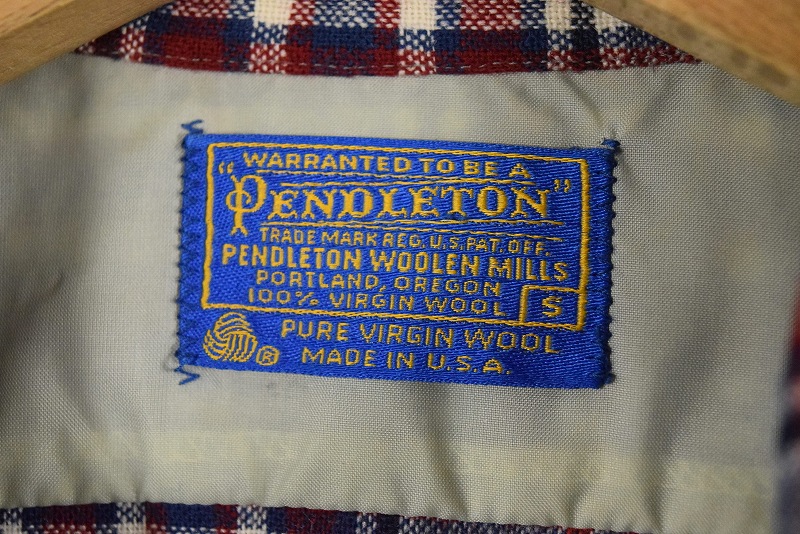 WARRANTED TO BE A
"PENDLETON"
TRADE MARK REG. U.S. PAT. OFF.
PENDLETON WOOLEN MILLS
PORTLAND, OREGON
100% VIRGIN WOOL S
PURE VIRGIN WOOL
® MADE IN U.S.A.